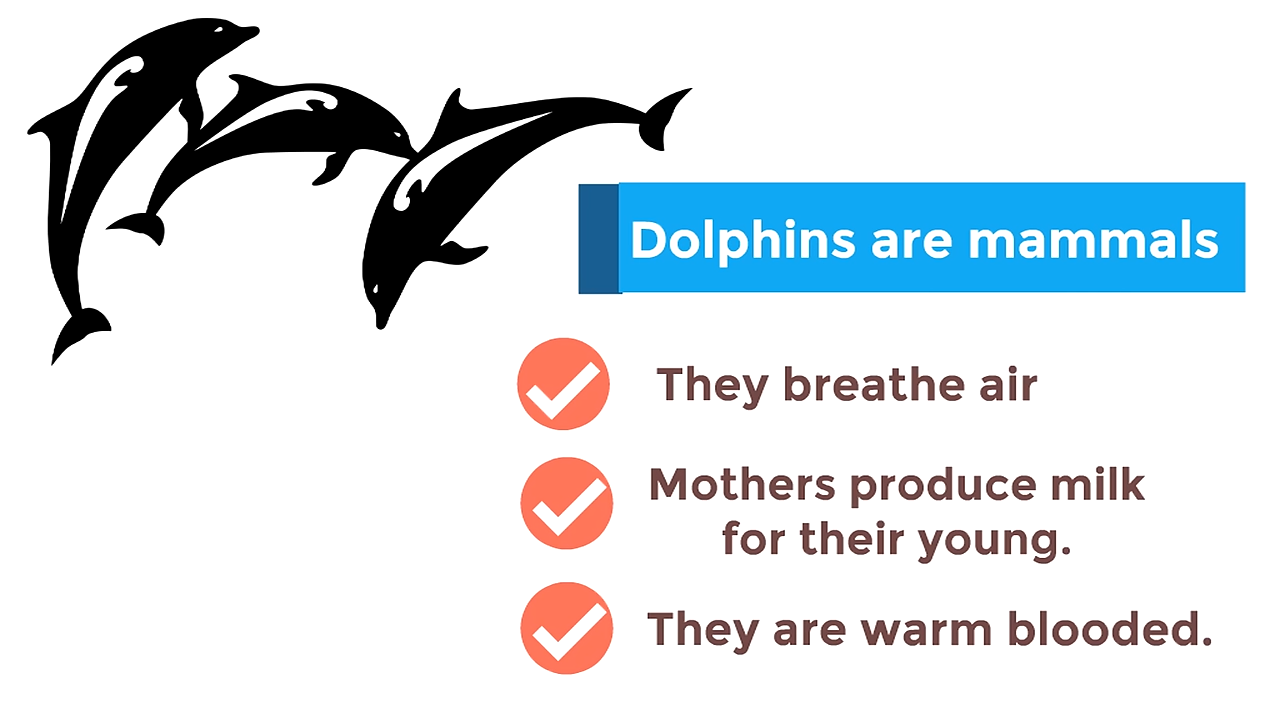 Dolphins are mammals
They breathe air
Mothers produce milk
for their young.
They are warm blooded.